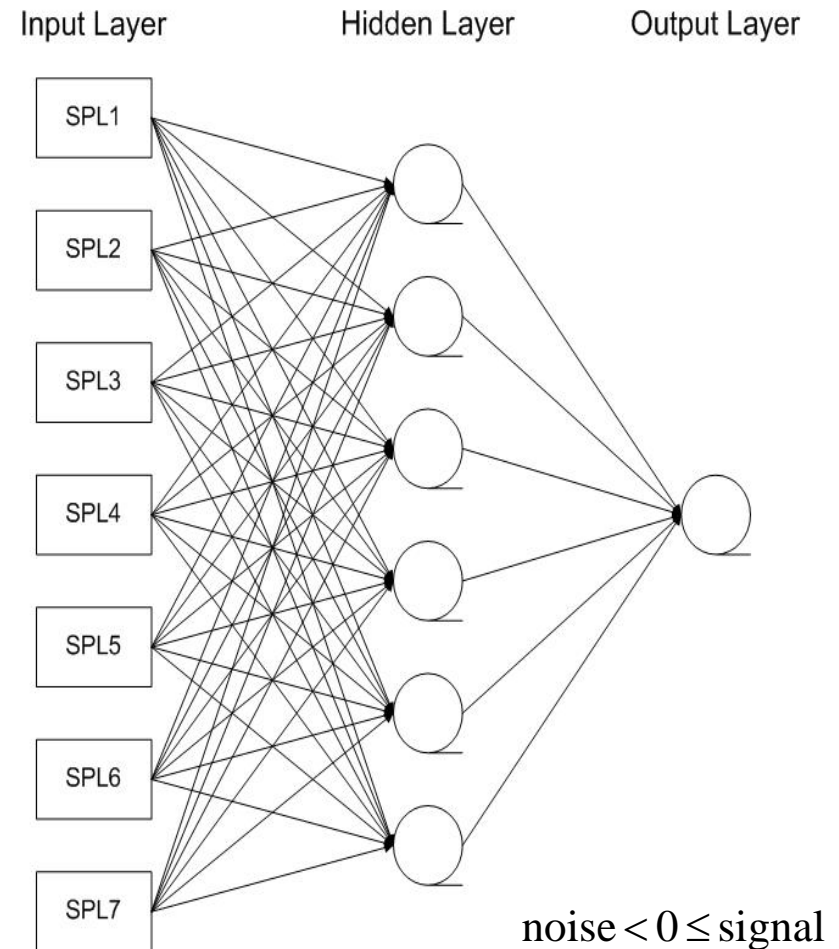 Input Layer Hidden Layer Output Layer
SPL1
SPL2
SPL3
SPL4
SPL5
SPL6
SPL7
noise < 0 ≤ signal